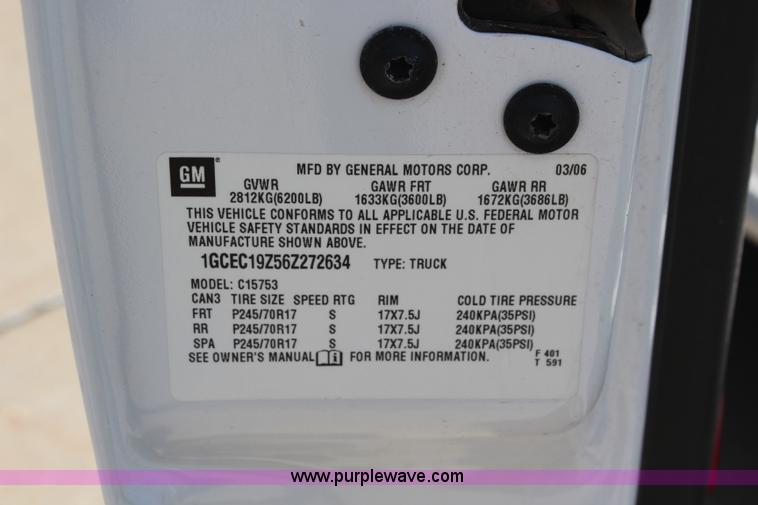 GM ® MFD BY GENERAL MOTORS CORP. 03/06
GVWR GAWR FRT GAWR RR
2812KG(6200LB) 1633KG(3600LB) 1672KG(3686LB)
THIS VEHICLE CONFORMS TO ALL APPLICABLE U.S. FEDERAL MOTOR
VEHICLE SAFETY STANDARDS IN EFFECT ON THE DATE OF
MANUFACTURE SHOWN ABOVE.
1GCEC19Z56Z272634 TYPE: TRUCK
MODEL: C15753
CAN3 TIRE SIZE SPEED RTG RIM COLD TIRE PRESSURE
FRT P245/70R17 S 17X7.5J 240KPA(35PSI)
RR P245/70R17 S 17X7.5J 240KPA(35PSI)
SPA P245/70R17 S 17X7.5J 240KPA(35PSI)
SEE OWNER'S MANUAL i FOR MORE INFORMATION. F 401
T 591
www.purplewave.com